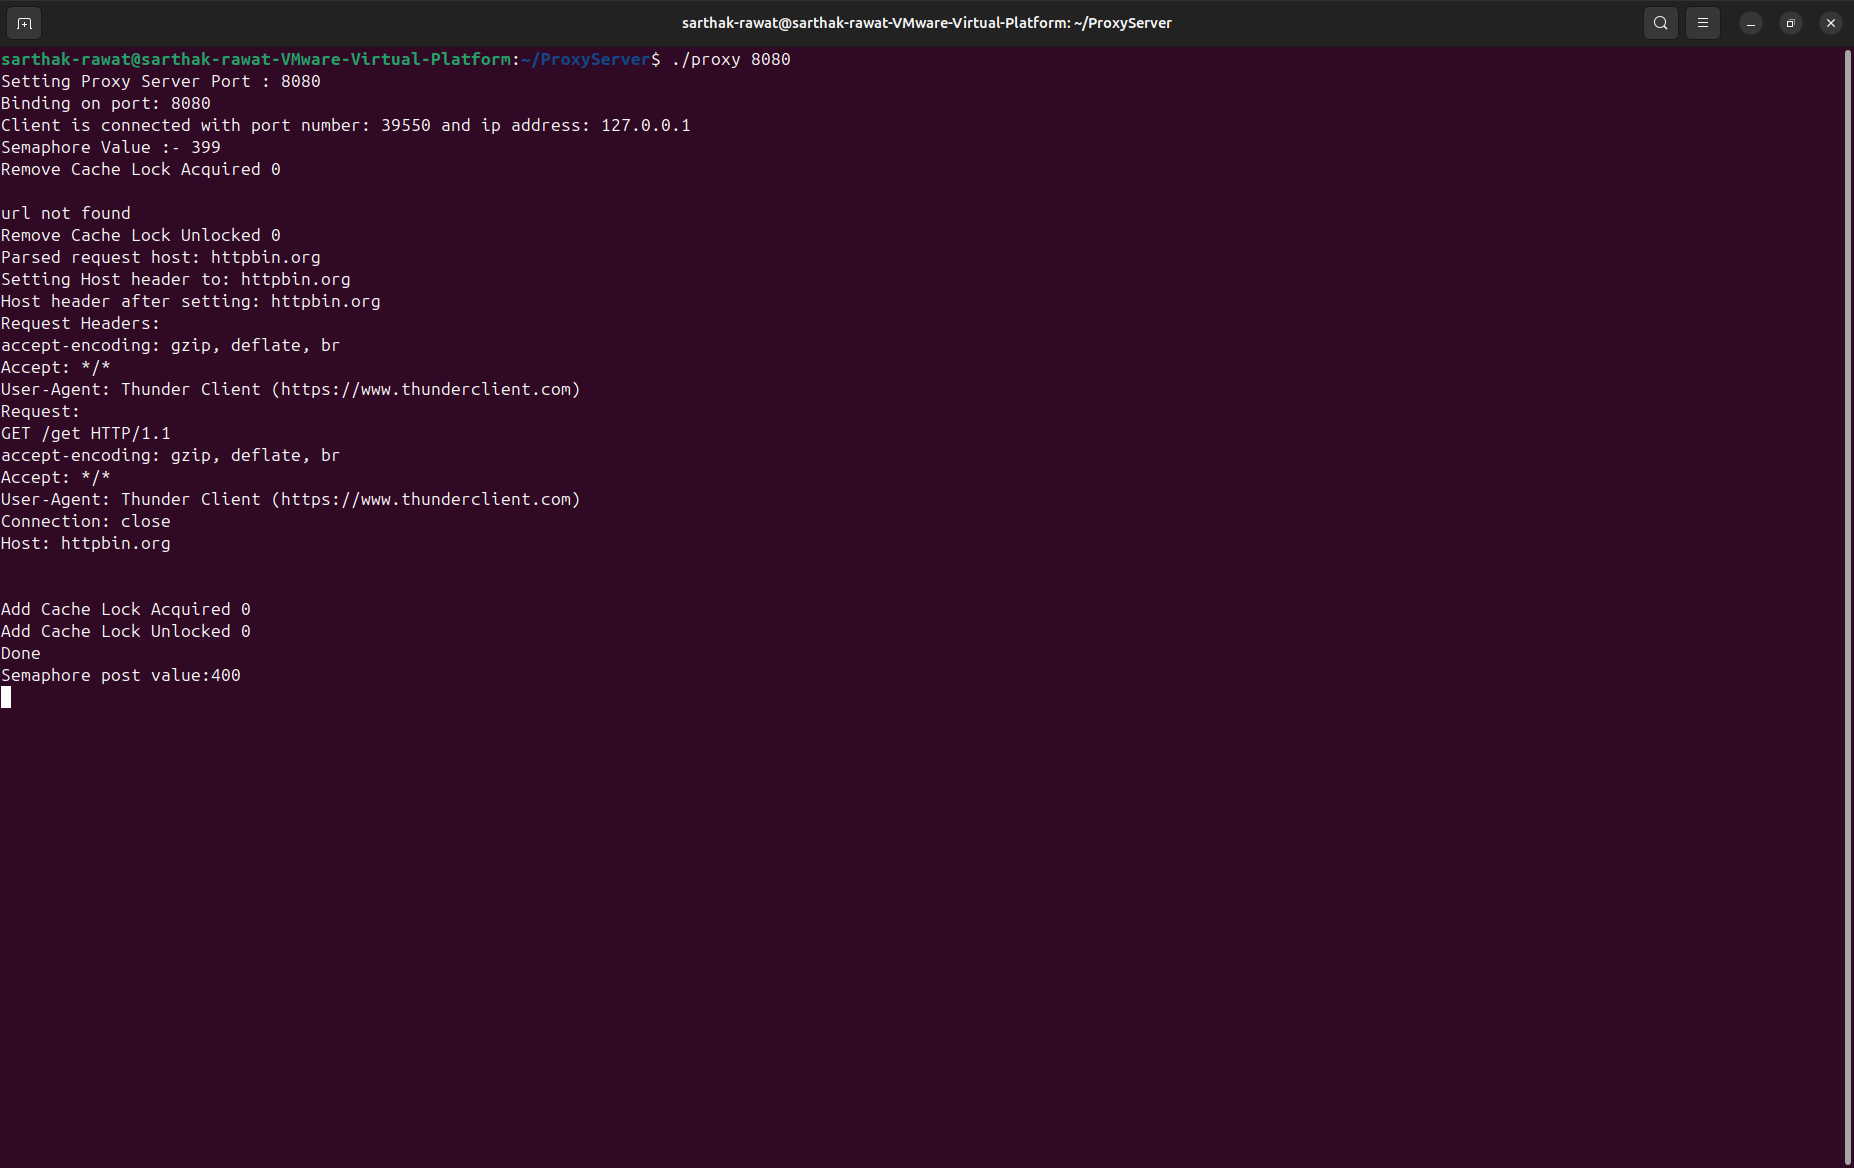 sarthak-rawat@sarthak-rawat-VMware-Virtual-Platform: ~/ProxyServer
sarthak-rawat@sarthak-rawat-VMware-Virtual-Platform:~/ProxyServer$ ./proxy 8080
Setting Proxy Server Port : 8080
Binding on port: 8080
Client is connected with port number: 39550 and ip address: 127.0.0.1
Semaphore Value :- 399
Remove Cache Lock Acquired 0
url not found
Remove Cache Lock Unlocked 0
Parsed request host: httpbin.org
Setting Host header to: httpbin.org
Host header after setting: httpbin.org
Request Headers:
accept-encoding: gzip, deflate, br
Accept: */*
User-Agent: Thunder Client (https://www.thunderclient.com)
Request:
GET /get HTTP/1.1
accept-encoding: gzip, deflate, br
Accept: */*
User-Agent: Thunder Client (https://www.thunderclient.com)
Connection: close
Host: httpbin.org
Add Cache Lock Acquired 0
Add Cache Lock Unlocked 0
Done
Semaphore post value:400